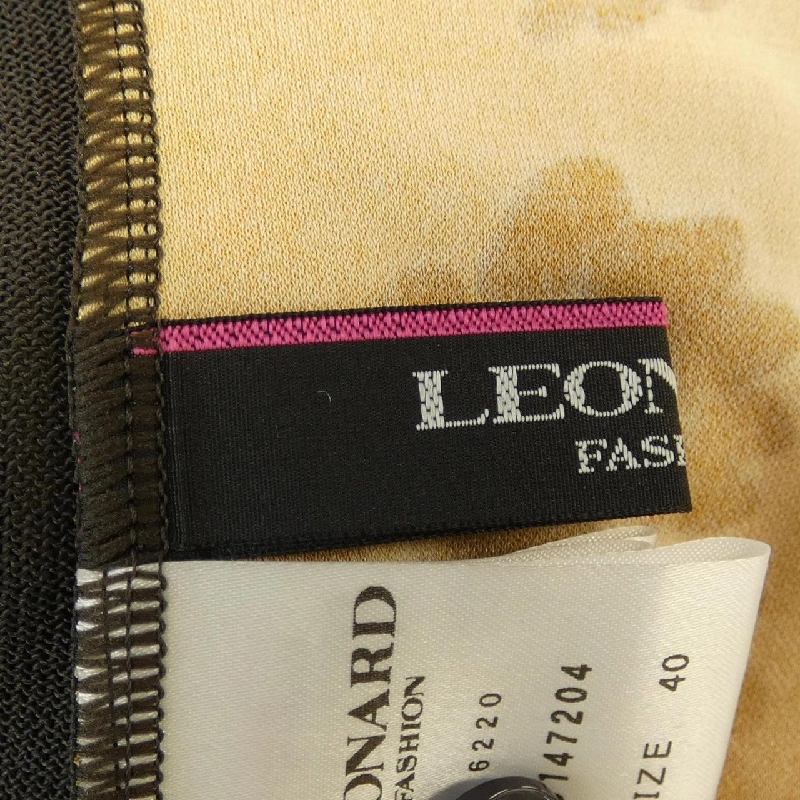 LEON
FASH
ONARD
FASHION
6220
147204
IZE 40